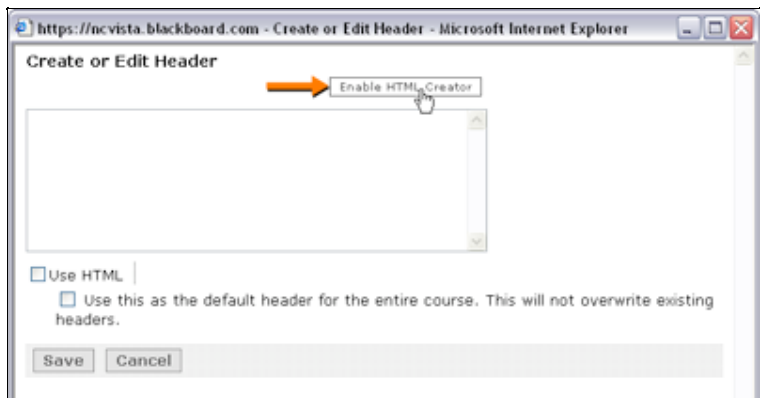 https://ncvista.blackboard.com - Create or Edit Header - Microsoft Internet Explorer
Create or Edit Header
Enable HTML Creator
Use HTML
Use this as the default header for the entire course. This will not overwrite existing
headers.
Save Cancel